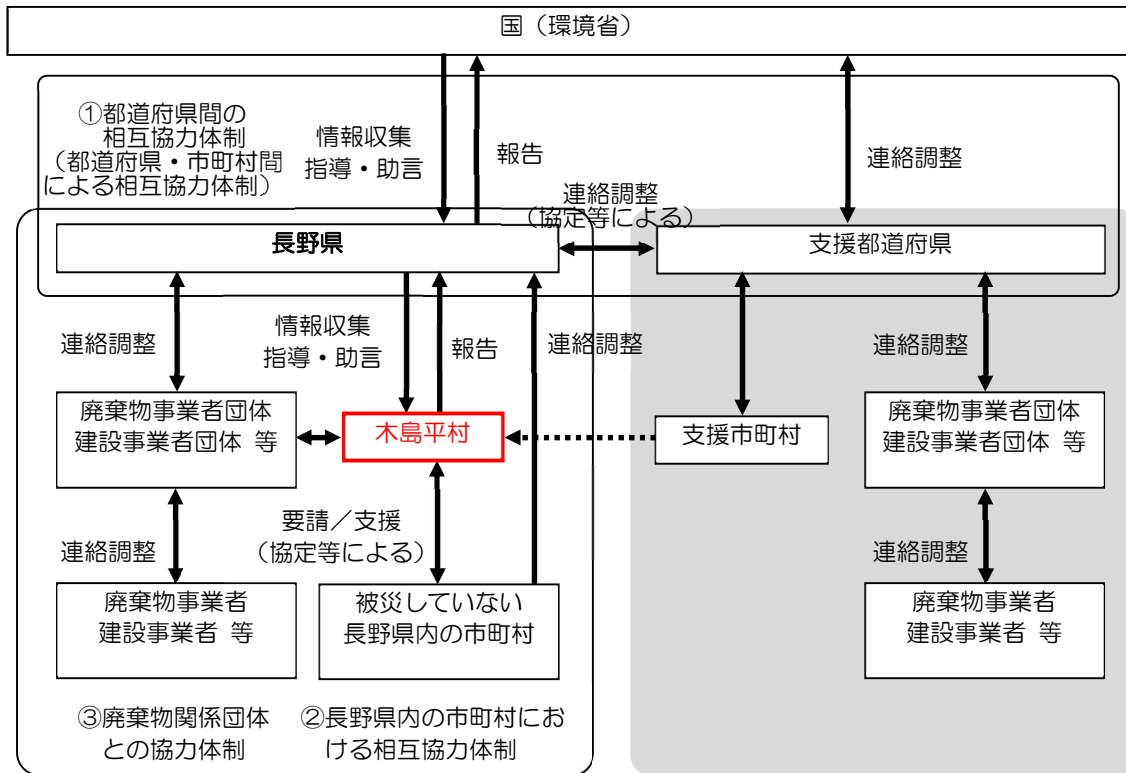 国（環境省）
①都道府県間の
相互協力体制
（都道府県・市町村間
による相互協力体制）
情報収集
指導・助言
報告
連絡調整
連絡調整
（協定等による）
長野県
支援都道府県
連絡調整
情報収集
指導・助言
報告
連絡調整
連絡調整
廃棄物事業者団体
建設事業者団体 等
木島平村
支援市町村
廃棄物事業者団体
建設事業者団体 等
連絡調整
要請／支援
（協定等による）
連絡調整
廃棄物事業者
建設事業者 等
被災していない
長野県内の市町村
廃棄物事業者
建設事業者 等
③廃棄物関係団体
との協力体制
②長野県内の市町村にお
ける相互協力体制